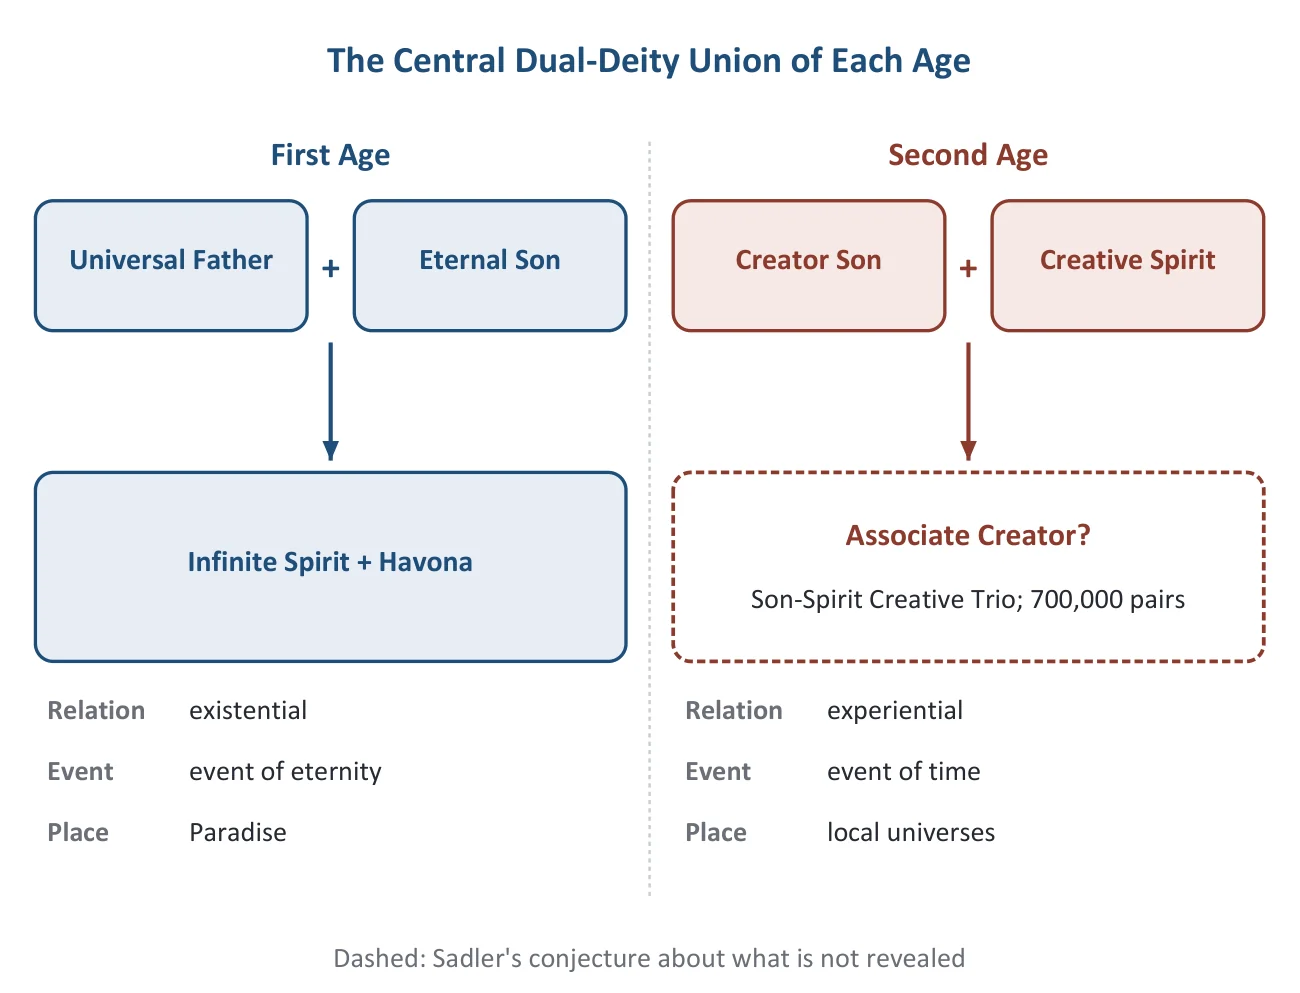 The Central Dual-Deity Union of Each Age
First Age
Universal Father
+
Eternal Son
Infinite Spirit + Havona
Relation existential
Event event of eternity
Place Paradise
Second Age
Creator Son
+
Creative Spirit
Associate Creator?
Son-Spirit Creative Trio; 700,000 pairs
Relation experiential
Event event of time
Place local universes
Dashed: Sadler's conjecture about what is not revealed